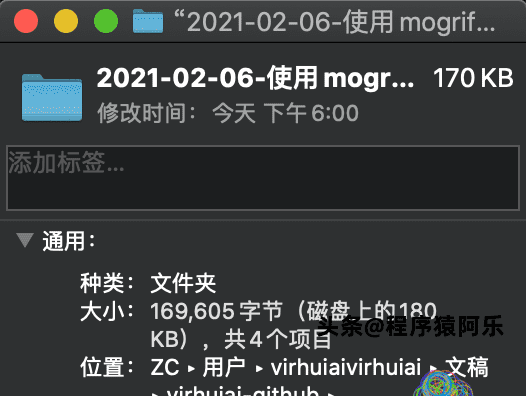 “2021-02-06-使用 mogrif...
2021-02-06-使用 mogr... 170 KB
修改时间： 今天 下午 6:00
添加标签...
通用：
种类： 文件夹
大小： 169,605 字节（磁盘上的 180
KB），共 4 个项目
头条@程序猿阿乐
位置： ZC ▸ 用户 ▸ virhuiaivirhuiai ▸ 文稿
▸ virhuiai-github ▸